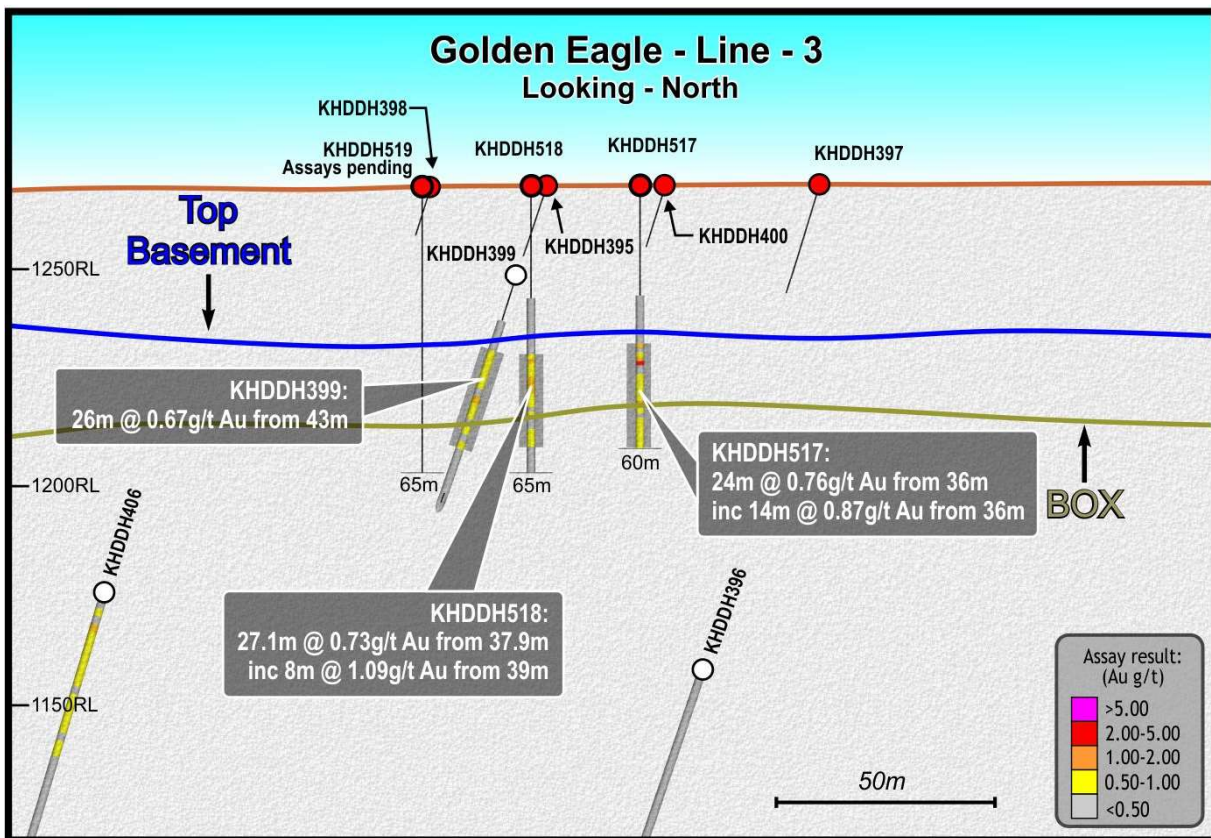 Golden Eagle - Line - 3
Looking - North
KHDDH398
KHDDH519
Assays pending
KHDDH518
KHDDH517
KHDDH397
Top
Basement
KHDDH399
KHDDH395
KHDDH400
1250RL
KHDDH399:
26m @ 0.67g/t Au from 43m
65m
65m
60m
KHDDH517:
24m @ 0.76g/t Au from 36m
inc 14m @ 0.87g/t Au from 36m
BOX
1200RL
KHDDH406
KHDDH518:
27.1m @ 0.73g/t Au from 37.9m
inc 8m @ 1.09g/t Au from 39m
KHDDH396
1150RL
50m
Assay result:
(Au g/t)
>5.00
2.00-5.00
1.00-2.00
0.50-1.00
<0.50